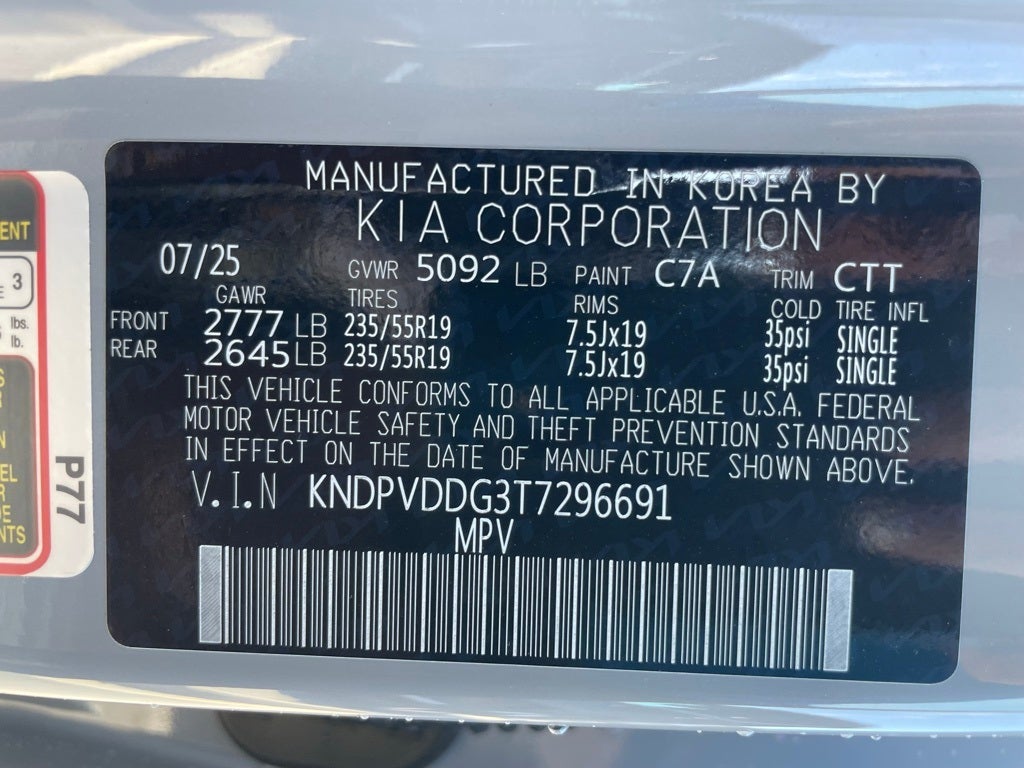 MANUFACTURED IN KOREA BY
KIA CORPORATION
07/25 GVWR 5092 LB PAINT C7A TRIM CTT
GAWR TIRES RIMS COLD TIRE INFL
FRONT 2777 LB 235/55R19 7.5Jx19 35psi SINGLE
REAR 2645 LB 235/55R19 7.5Jx19 35psi SINGLE
THIS VEHICLE CONFORMS TO ALL APPLICABLE U.S.A. FEDERAL
MOTOR VEHICLE SAFETY AND THEFT PREVENTION STANDARDS
IN EFFECT ON THE DATE OF MANUFACTURE SHOWN ABOVE.
V.I.N KNDPVDDG3T7296691
MPV
3
lbs.
lb.
P77